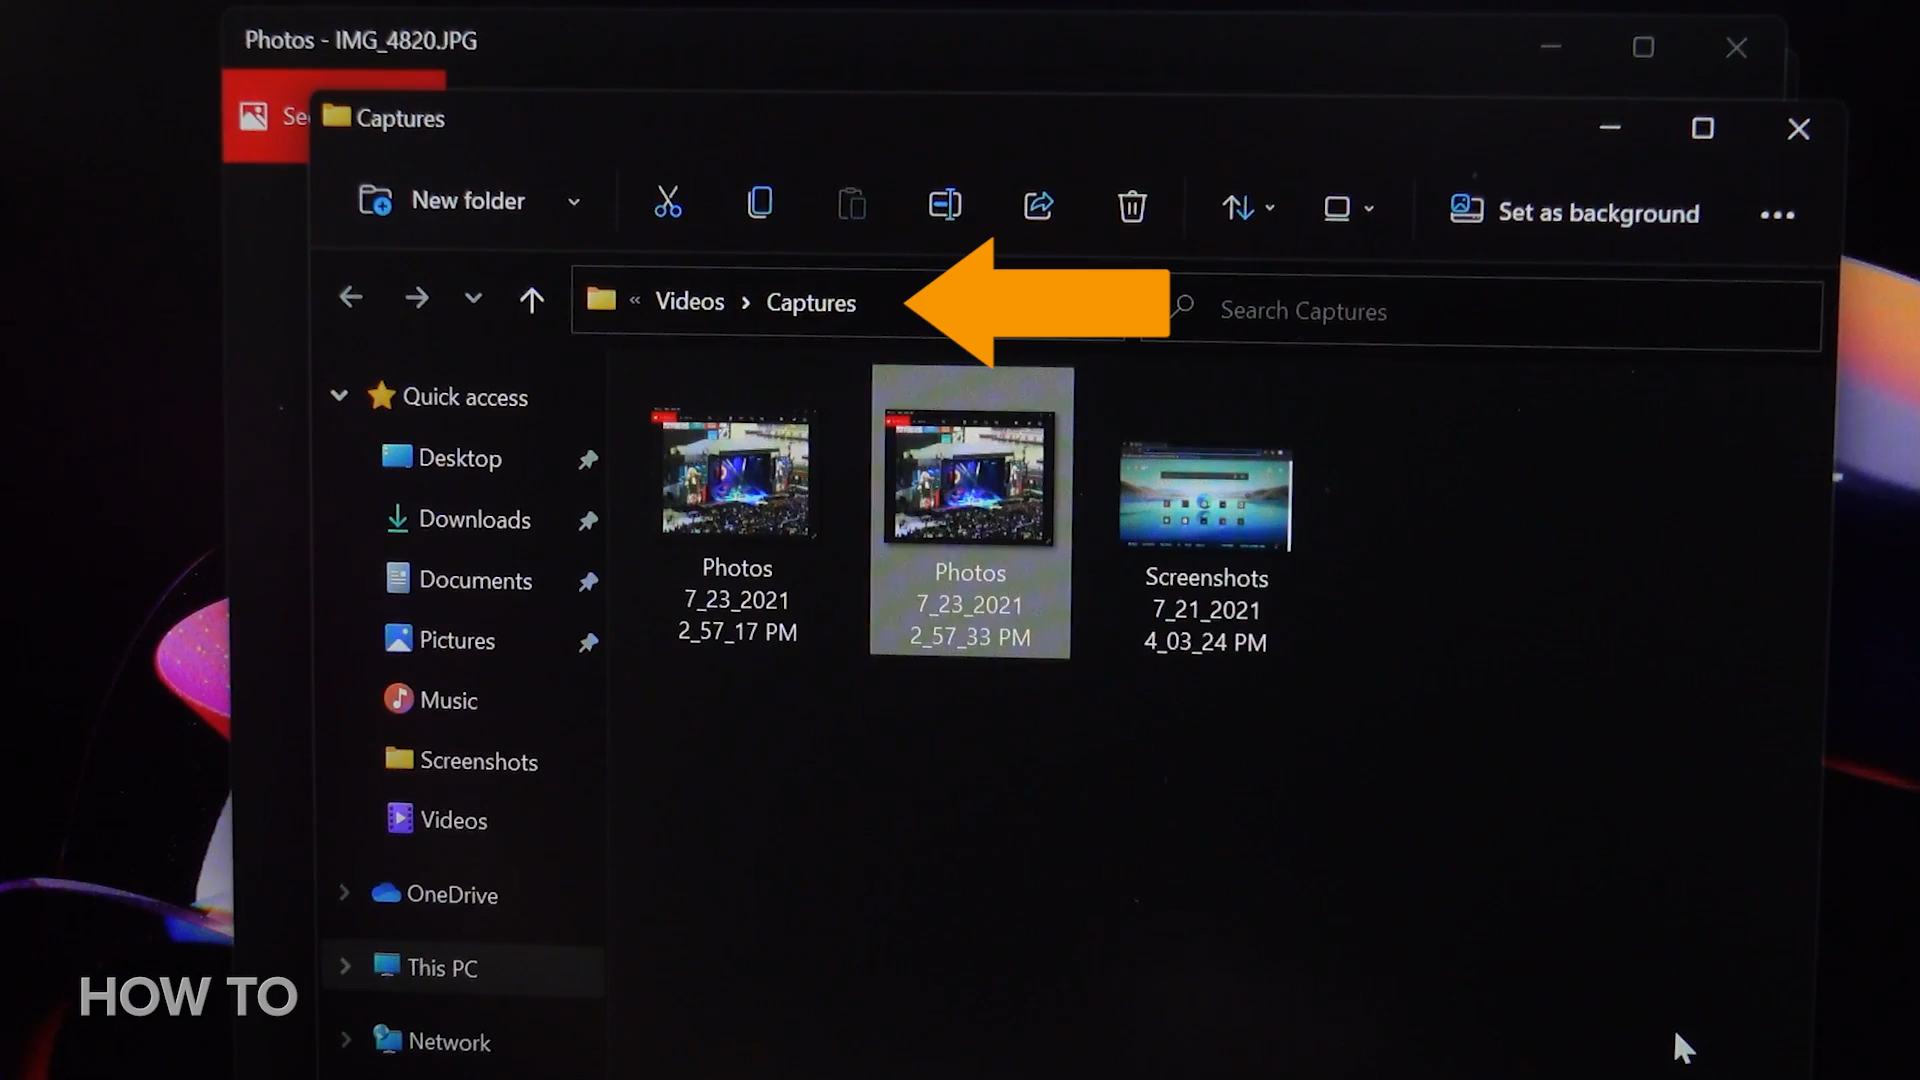 Photos - IMG_4820.JPG
Captures
New folder
Set as background
« Videos > Captures
Search Captures
Quick access
Desktop
Downloads
Documents
Pictures
Music
Screenshots
Videos
OneDrive
This PC
Network
Photos
7_23_2021
2_57_17 PM
Photos
7_23_2021
2_57_33 PM
Screenshots
7_21_2021
4_03_24 PM
HOW TO